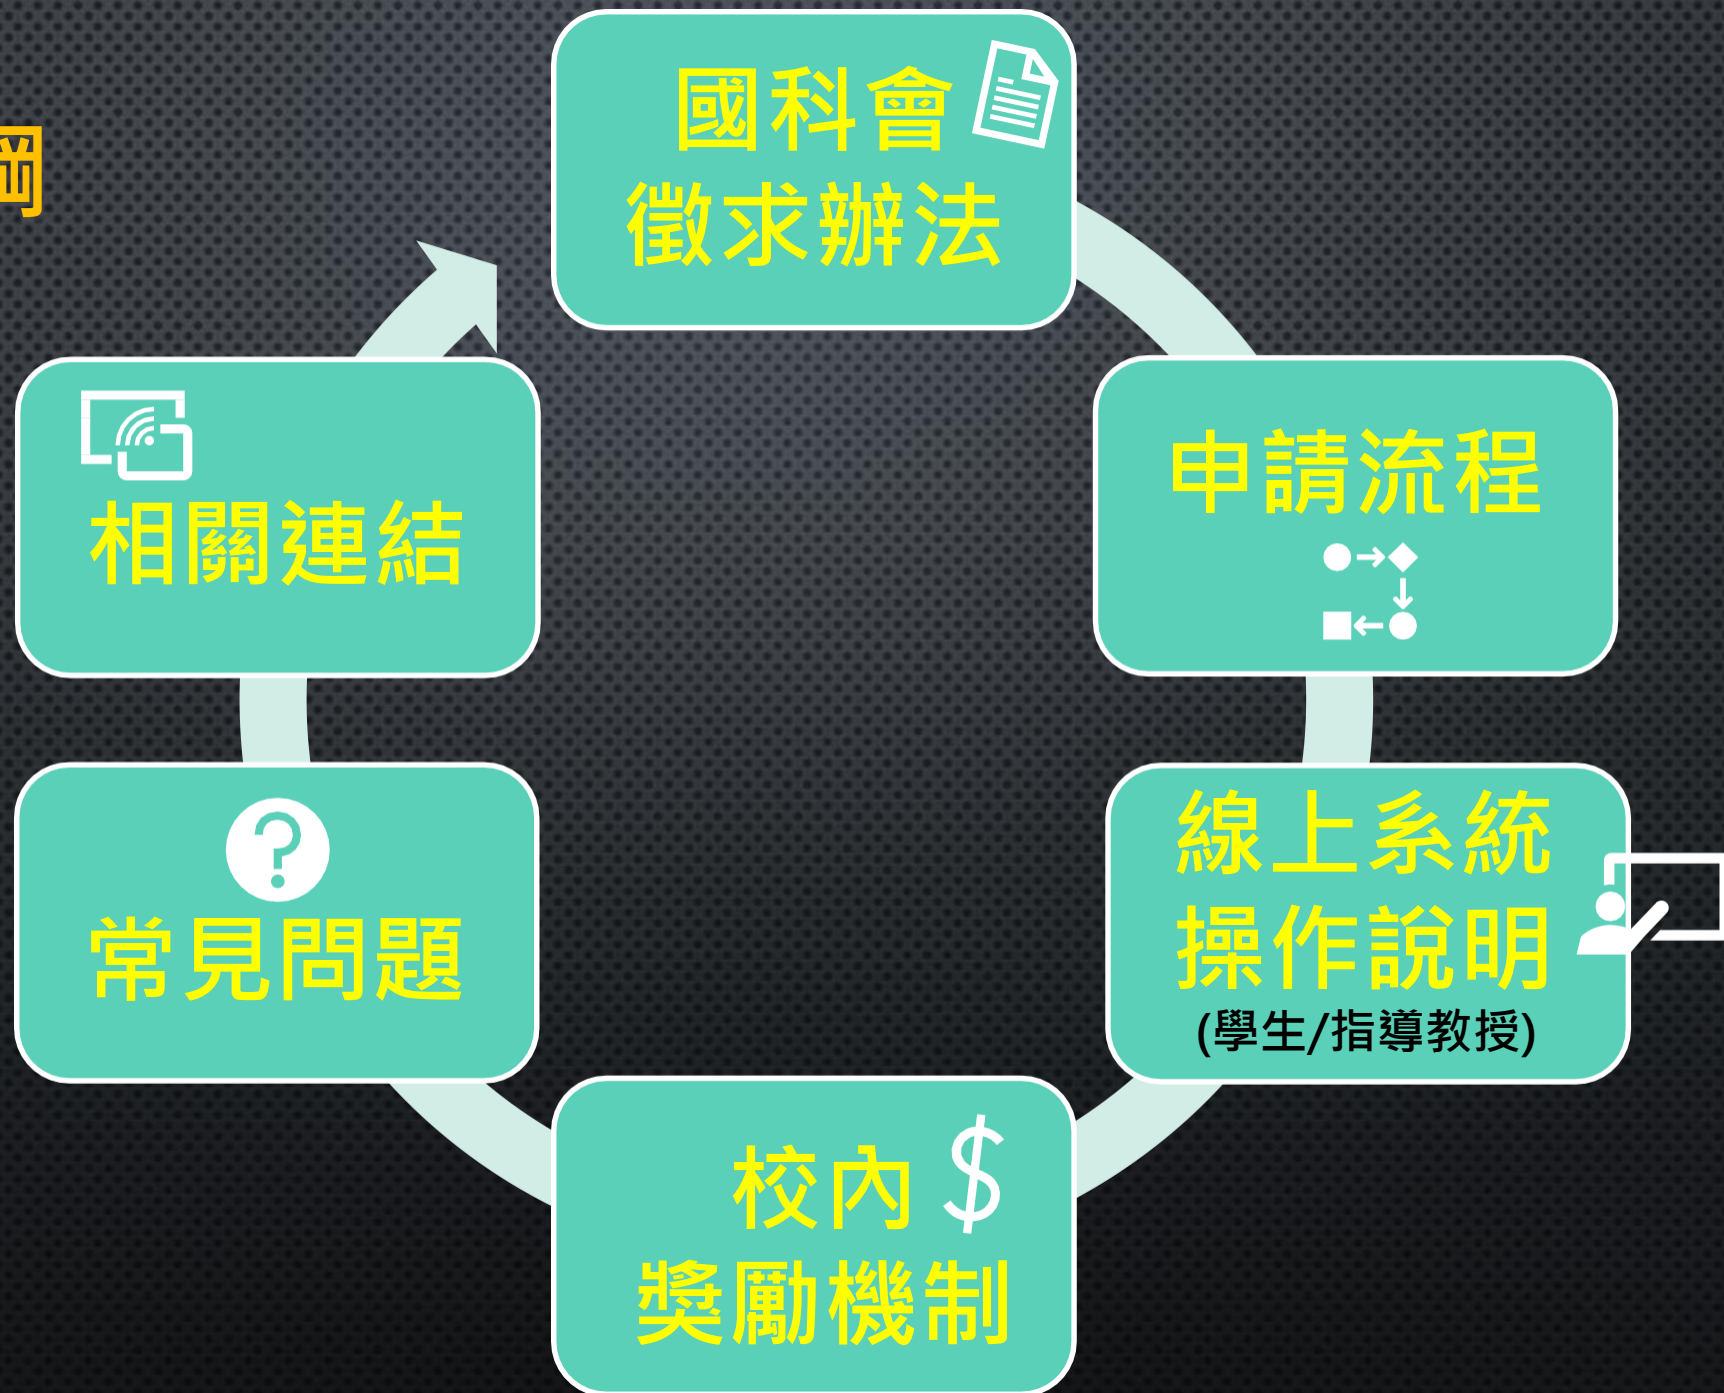 綱
國科會
徵求辦法
申請流程
線上系統
操作說明
(學生/指導教授)
校內
獎勵機制
常見問題
相關連結